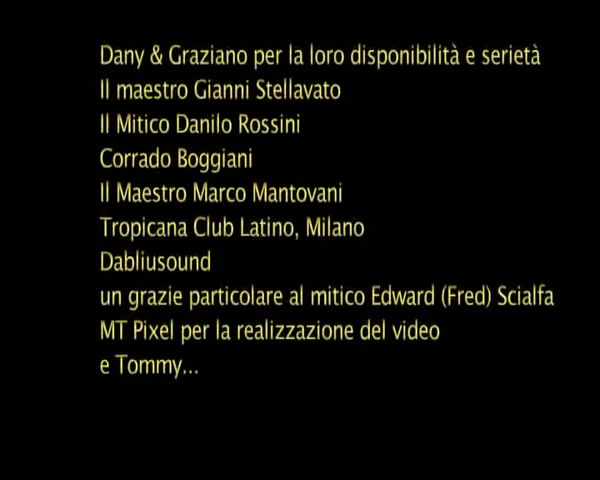 Dany & Graziano per la loro disponibilità e serietà
Il maestro Gianni Stellavato
Il Mitico Danilo Rossini
Corrado Boggiani
Il Maestro Marco Mantovani
Tropicana Club Latino, Milano
Dabliusound
un grazie particolare al mitico Edward (Fred) Scialfa
MT Pixel per la realizzazione del video
e Tommy...